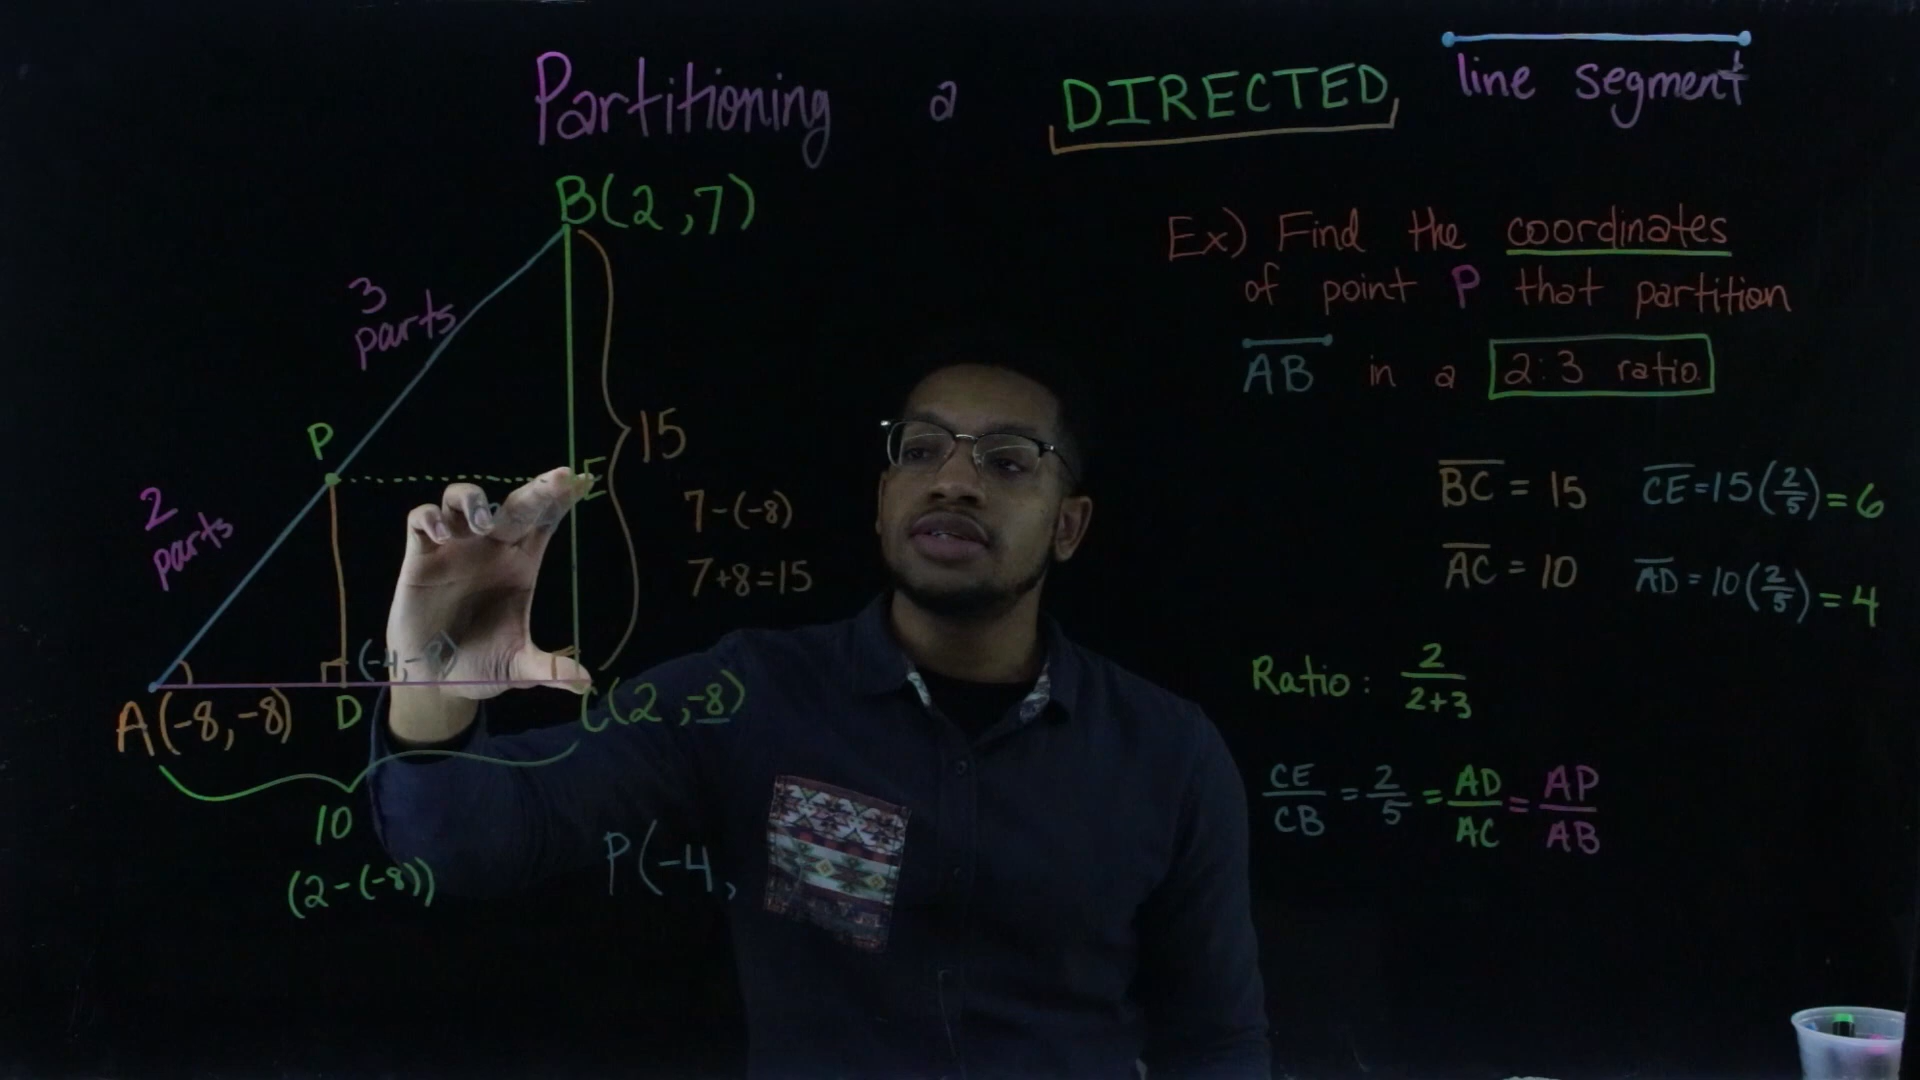 Partitioning a DIRECTED line segment
B(2,7)
3
parts
P
2
parts
E
15
7-(-8)
7+8=15
(-4,-8)
A(-8,-8)
D
C(2,-8)
10
(2-(-8))
P(-4,
Ex) Find the coordinates
of point P that partition
AB in a 2:3 ratio.
BC = 15 CE=15(2/5)=6
AC = 10 AD=10(2/5)=4
Ratio: 2/2+3
CE/CB=2/5=AD/AC=AP/AB